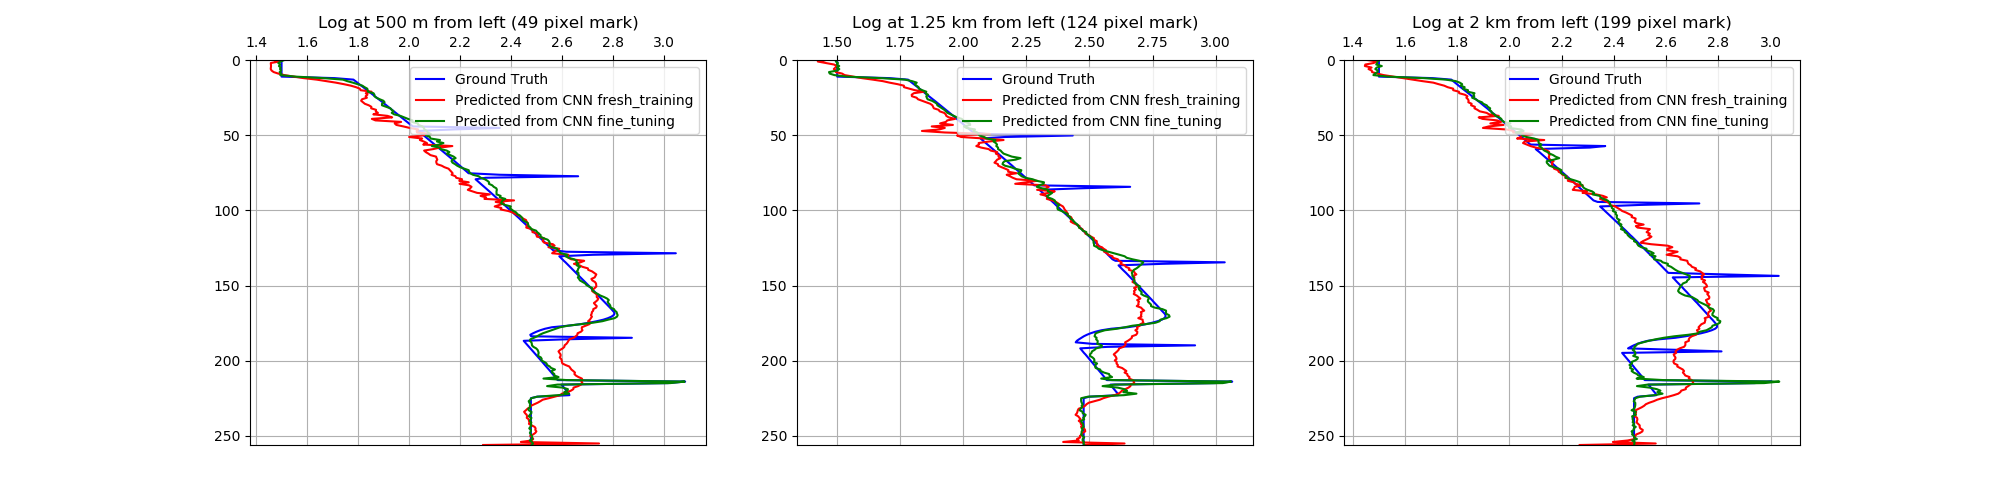 Log at 500 m from left (49 pixel mark)
1.4 1.6 1.8 2.0 2.2 2.4 2.6 2.8 3.0
0
50
100
150
200
250
Ground Truth
Predicted from CNN fresh_training
Predicted from CNN fine_tuning
Log at 1.25 km from left (124 pixel mark)
1.50 1.75 2.00 2.25 2.50 2.75 3.00
0
50
100
150
200
250
Ground Truth
Predicted from CNN fresh_training
Predicted from CNN fine_tuning
Log at 2 km from left (199 pixel mark)
1.4 1.6 1.8 2.0 2.2 2.4 2.6 2.8 3.0
0
50
100
150
200
250
Ground Truth
Predicted from CNN fresh_training
Predicted from CNN fine_tuning